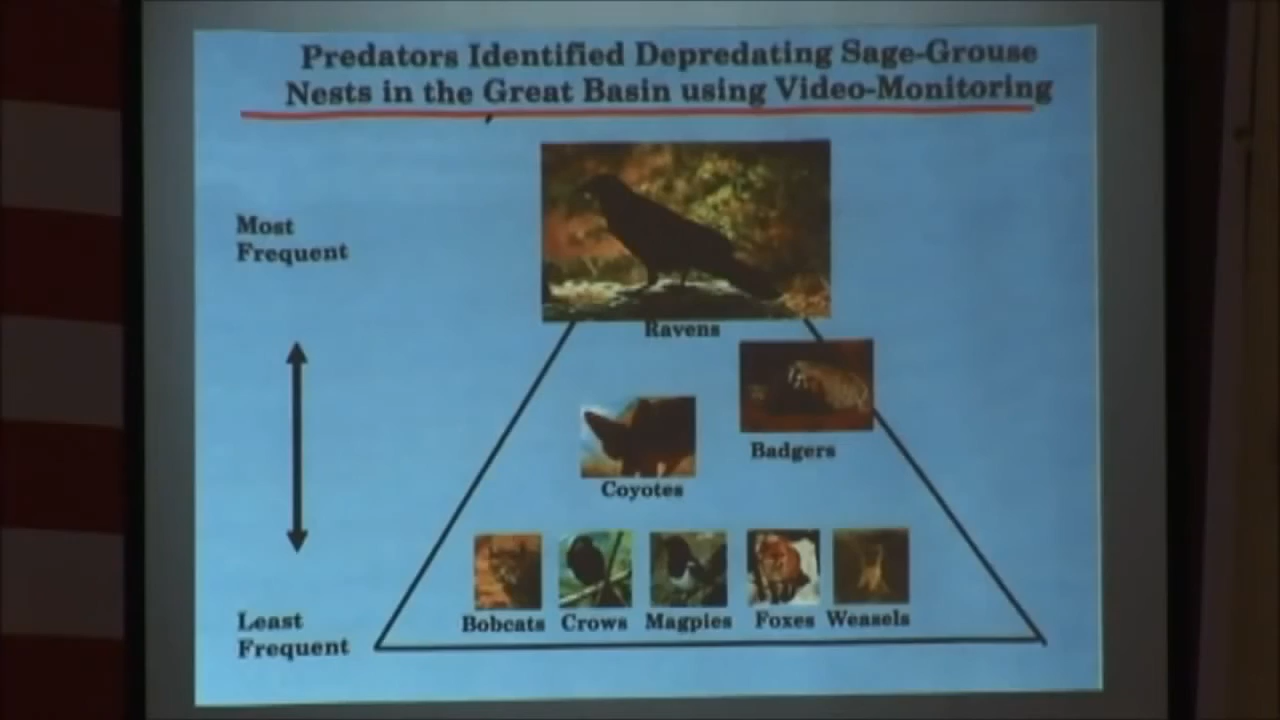 Predators Identified Depredating Sage-Grouse
Nests in the Great Basin using Video-Monitoring
Most
Frequent
Ravens
Badgers
Coyotes
Bobcats Crows Magpies Foxes Weasels
Least
Frequent